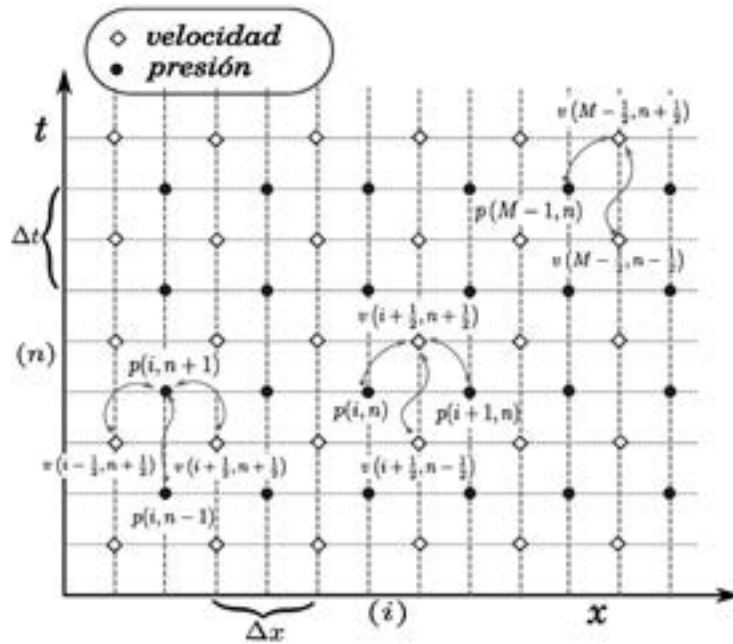 velocidad
presión
t
v(M−½, n+½)
p(M−1, n)
Δt
v(M−½, n−½)
v(i+½, n+½)
(n)
p(i, n+1)
p(i, n)
p(i+1, n)
v(i−½, n+½)
v(i+½, n+½)
v(i+½, n−½)
p(i, n−1)
Δx
(i)
x